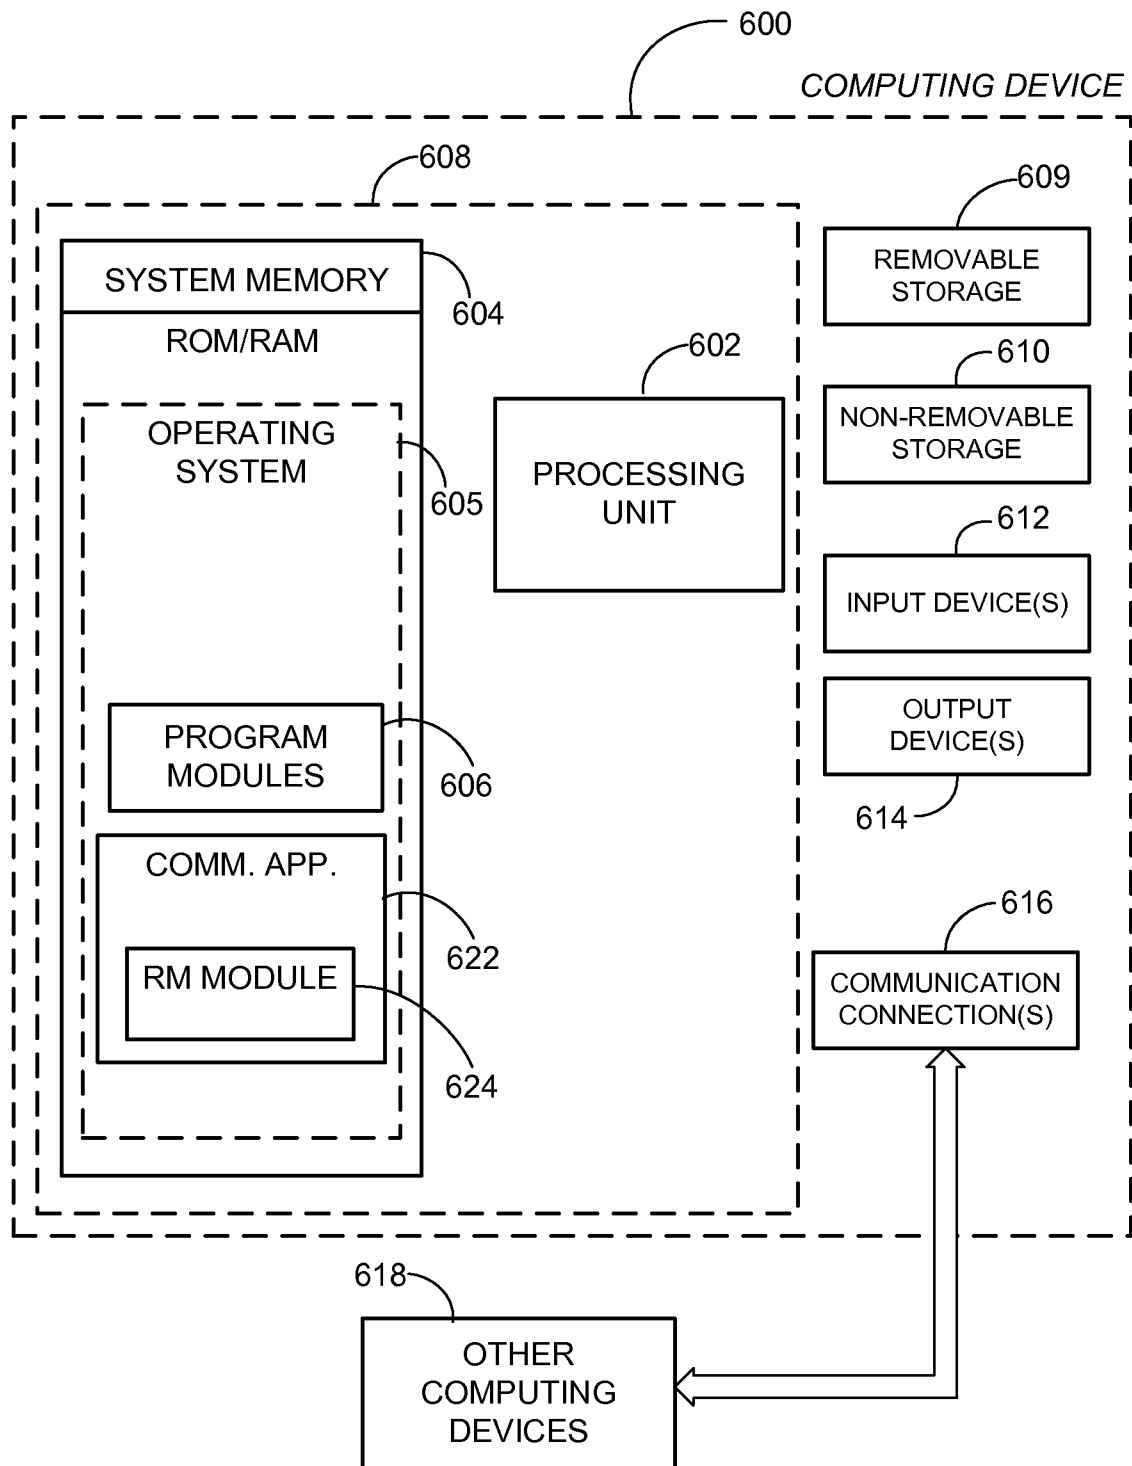 600
COMPUTING DEVICE
608
609
SYSTEM MEMORY
604
ROM/RAM
REMOVABLE
STORAGE
602
610
OPERATING
SYSTEM
605
PROCESSING
UNIT
NON-REMOVABLE
STORAGE
612
INPUT DEVICE(S)
PROGRAM
MODULES
606
OUTPUT
DEVICE(S)
614
COMM. APP.
622
RM MODULE
624
616
COMMUNICATION
CONNECTION(S)
618
OTHER
COMPUTING
DEVICES